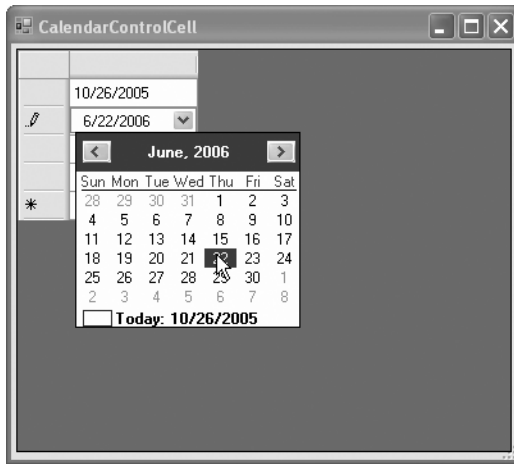 CalendarControlCell
10/26/2005
6/22/2006
June, 2006
Sun Mon Tue Wed Thu Fri Sat
28 29 30 31 1 2 3
4 5 6 7 8 9 10
11 12 13 14 15 16 17
18 19 20 21 22 23 24
25 26 27 28 29 30 1
2 3 4 5 6 7 8
Today: 10/26/2005